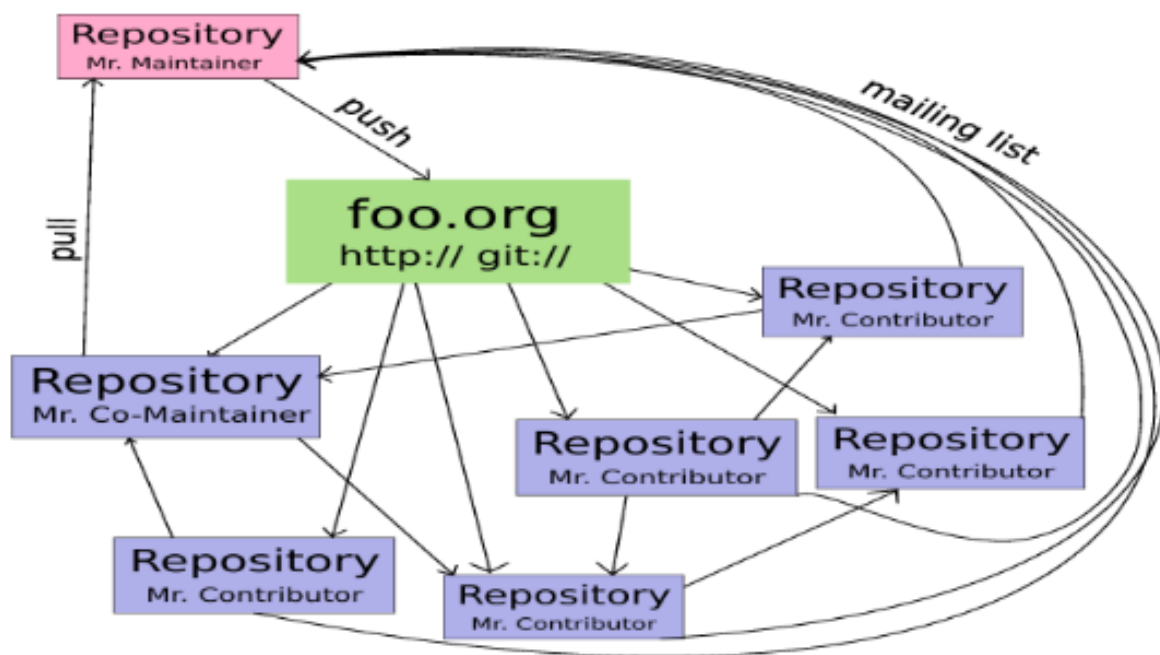 Repository
Mr. Maintainer
push
mailing list
foo.org
http:// git://
pull
Repository
Mr. Contributor
Repository
Mr. Co-Maintainer
Repository
Mr. Contributor
Repository
Mr. Contributor
Repository
Mr. Contributor
Repository
Mr. Contributor